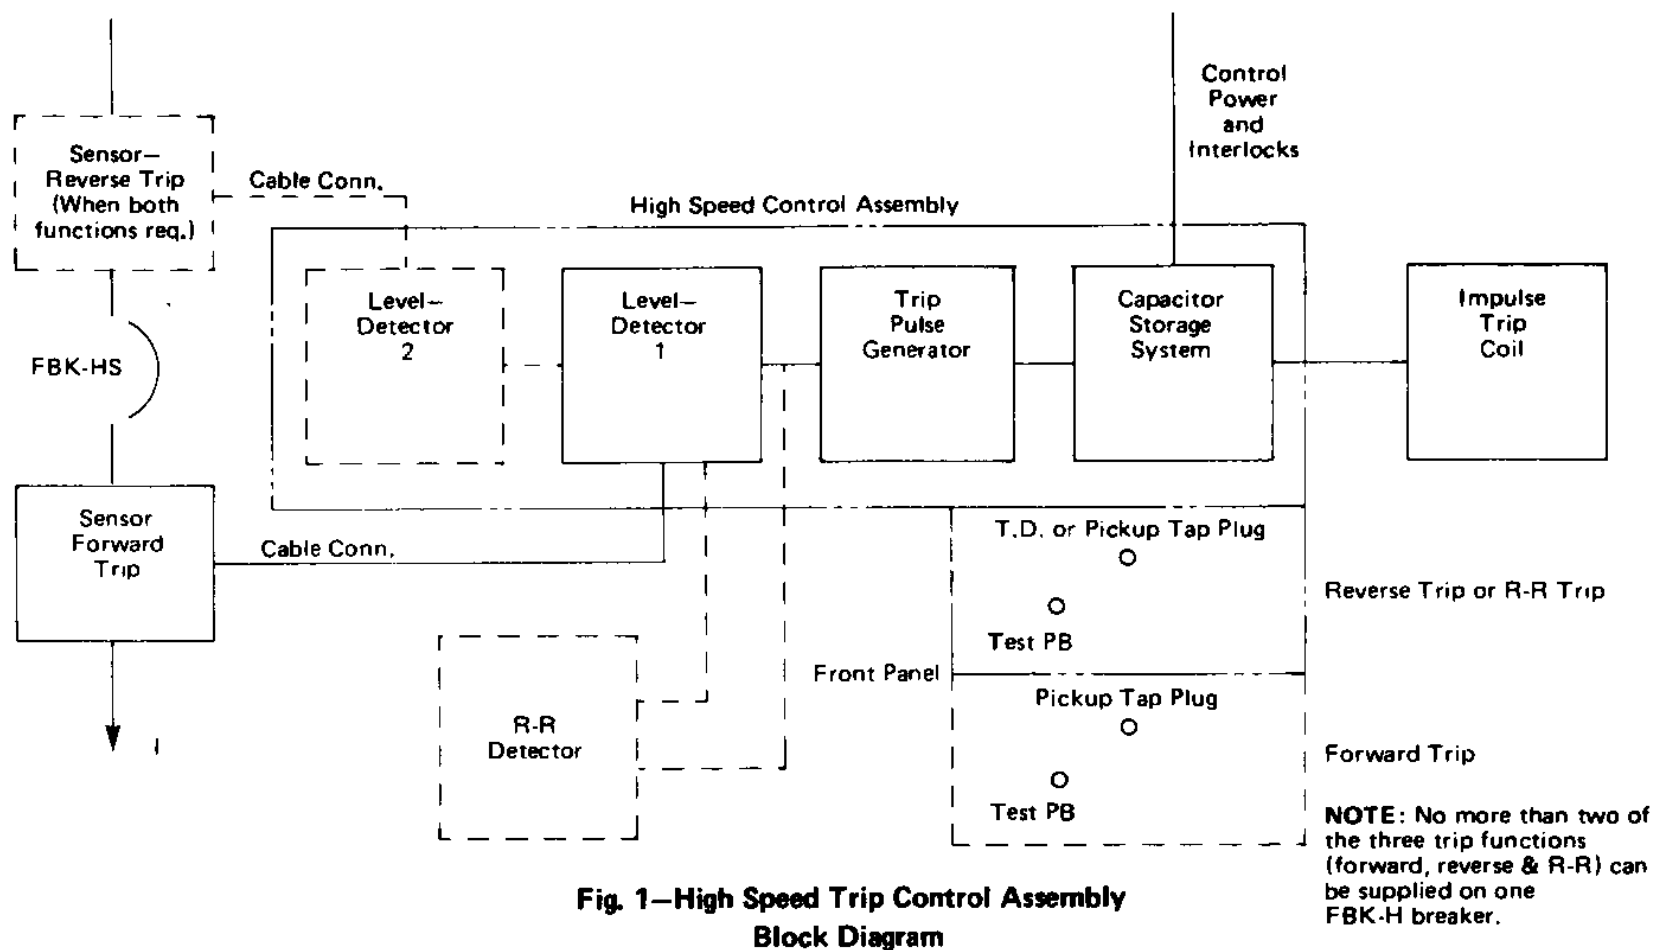 Control
Power
and
Interlocks
Sensor—
Reverse Trip
(When both
functions req.)
Cable Conn.
High Speed Control Assembly
Level—
Detector
2
Level—
Detector
1
Trip
Pulse
Generator
Capacitor
Storage
System
Impulse
Trip
Coil
FBK-HS
Sensor
Forward
Trip
Cable Conn.
T.D. or Pickup Tap Plug
Test PB
Reverse Trip or R-R Trip
Front Panel
Pickup Tap Plug
Test PB
Forward Trip
R-R
Detector
NOTE: No more than two of
the three trip functions
(forward, reverse & R-R) can
be supplied on one
FBK-H breaker.
Fig. 1—High Speed Trip Control Assembly
Block Diagram